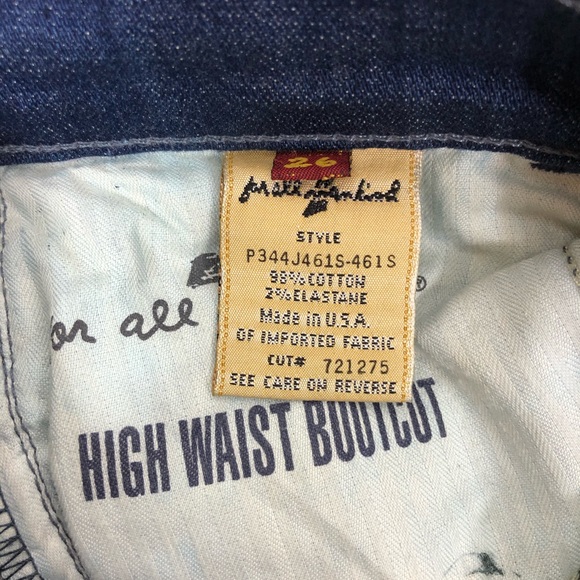 26
for all mankind
STYLE
P344J461S-461S
98% COTTON
2% ELASTANE
Made in U.S.A.
OF IMPORTED FABRIC
CUT# 721275
SEE CARE ON REVERSE
for all ®
HIGH WAIST BOOTCUT